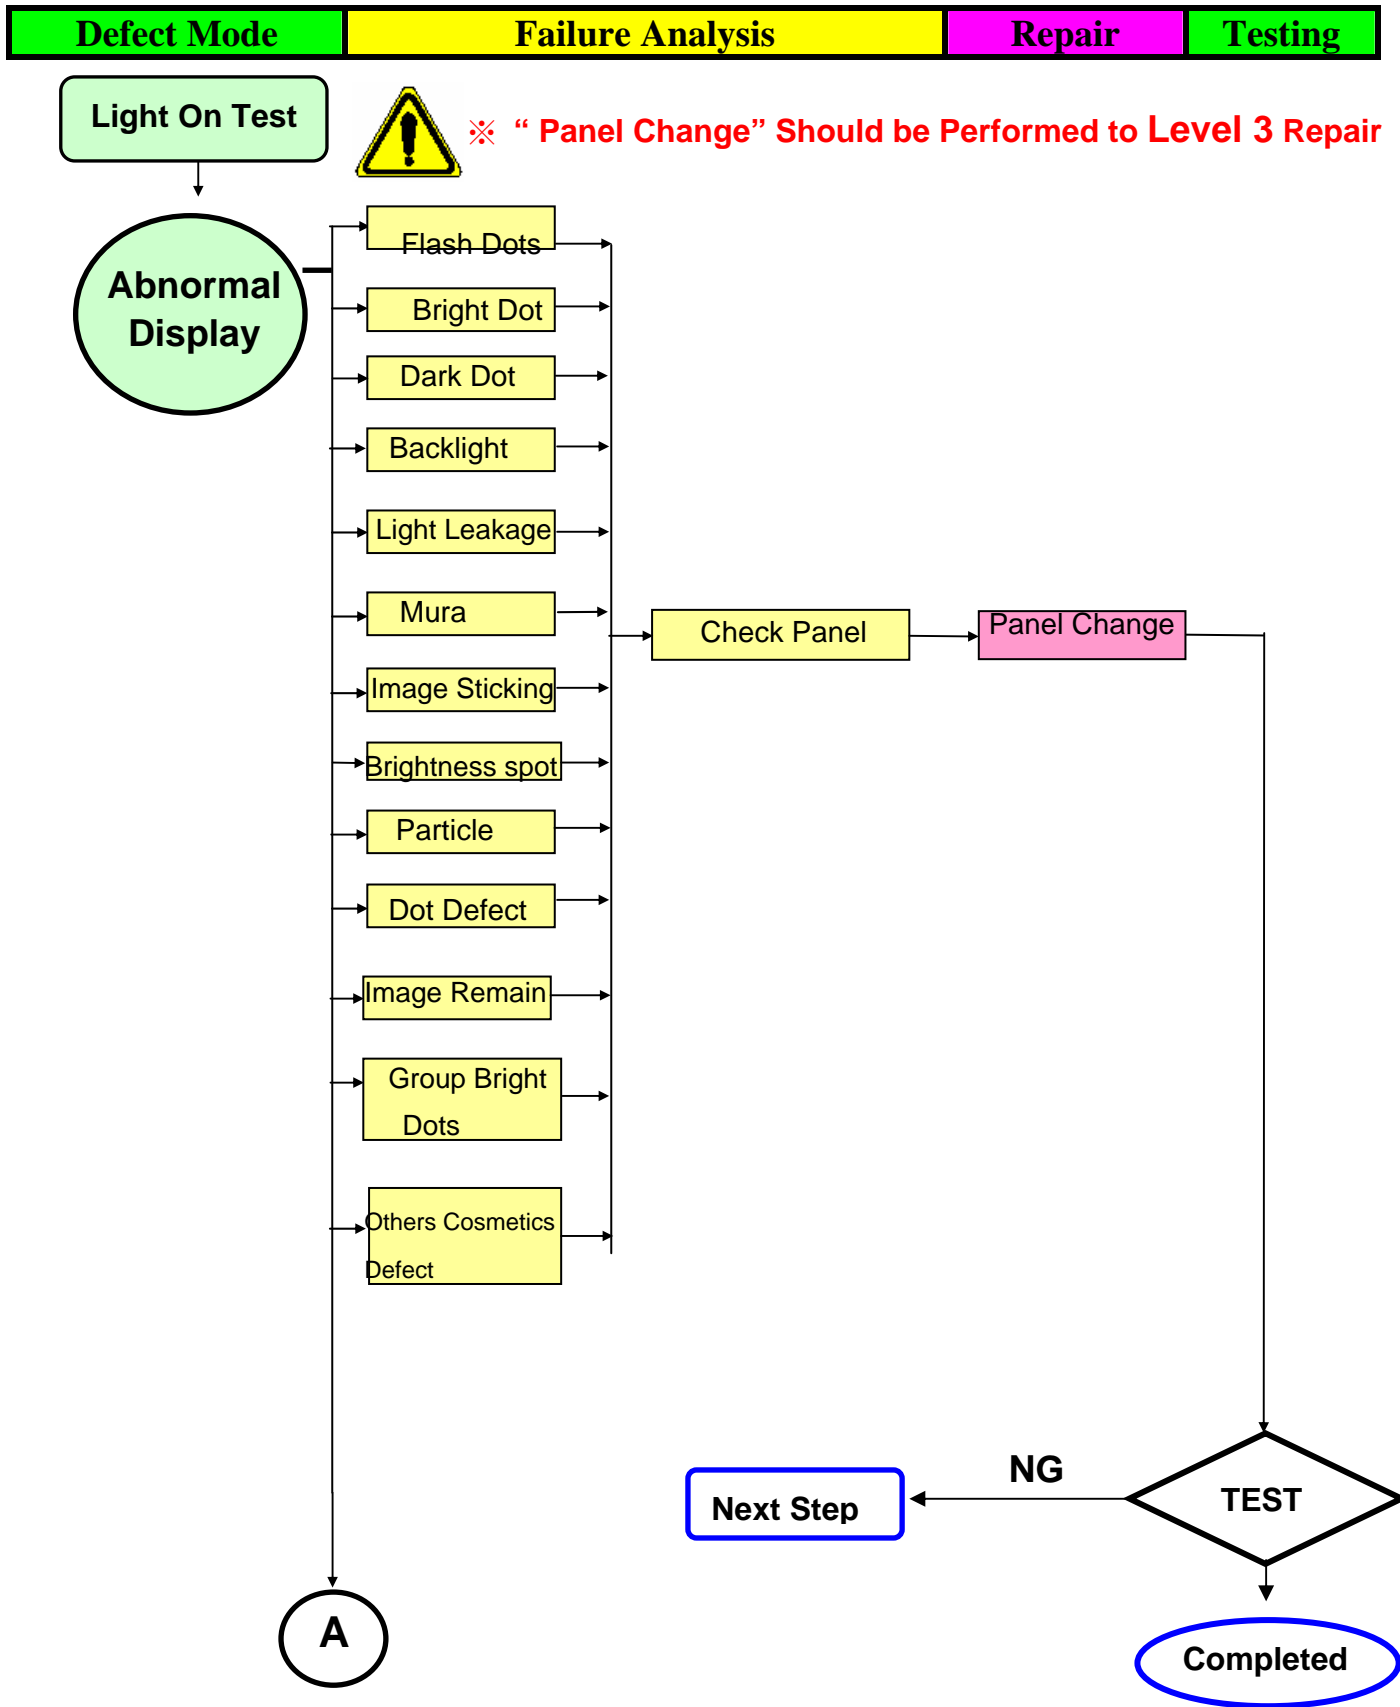 Defect Mode Failure Analysis Repair Testing
Light On Test
※ “ Panel Change” Should be Performed to Level 3 Repair
Abnormal
Display
Flash Dots
Bright Dot
Dark Dot
Backlight
Light Leakage
Mura
Check Panel
Panel Change
Image Sticking
Brightness spot
Particle
Dot Defect
Image Remain
Group Bright
Dots
Others Cosmetics
Defect
NG
Next Step
TEST
A
Completed